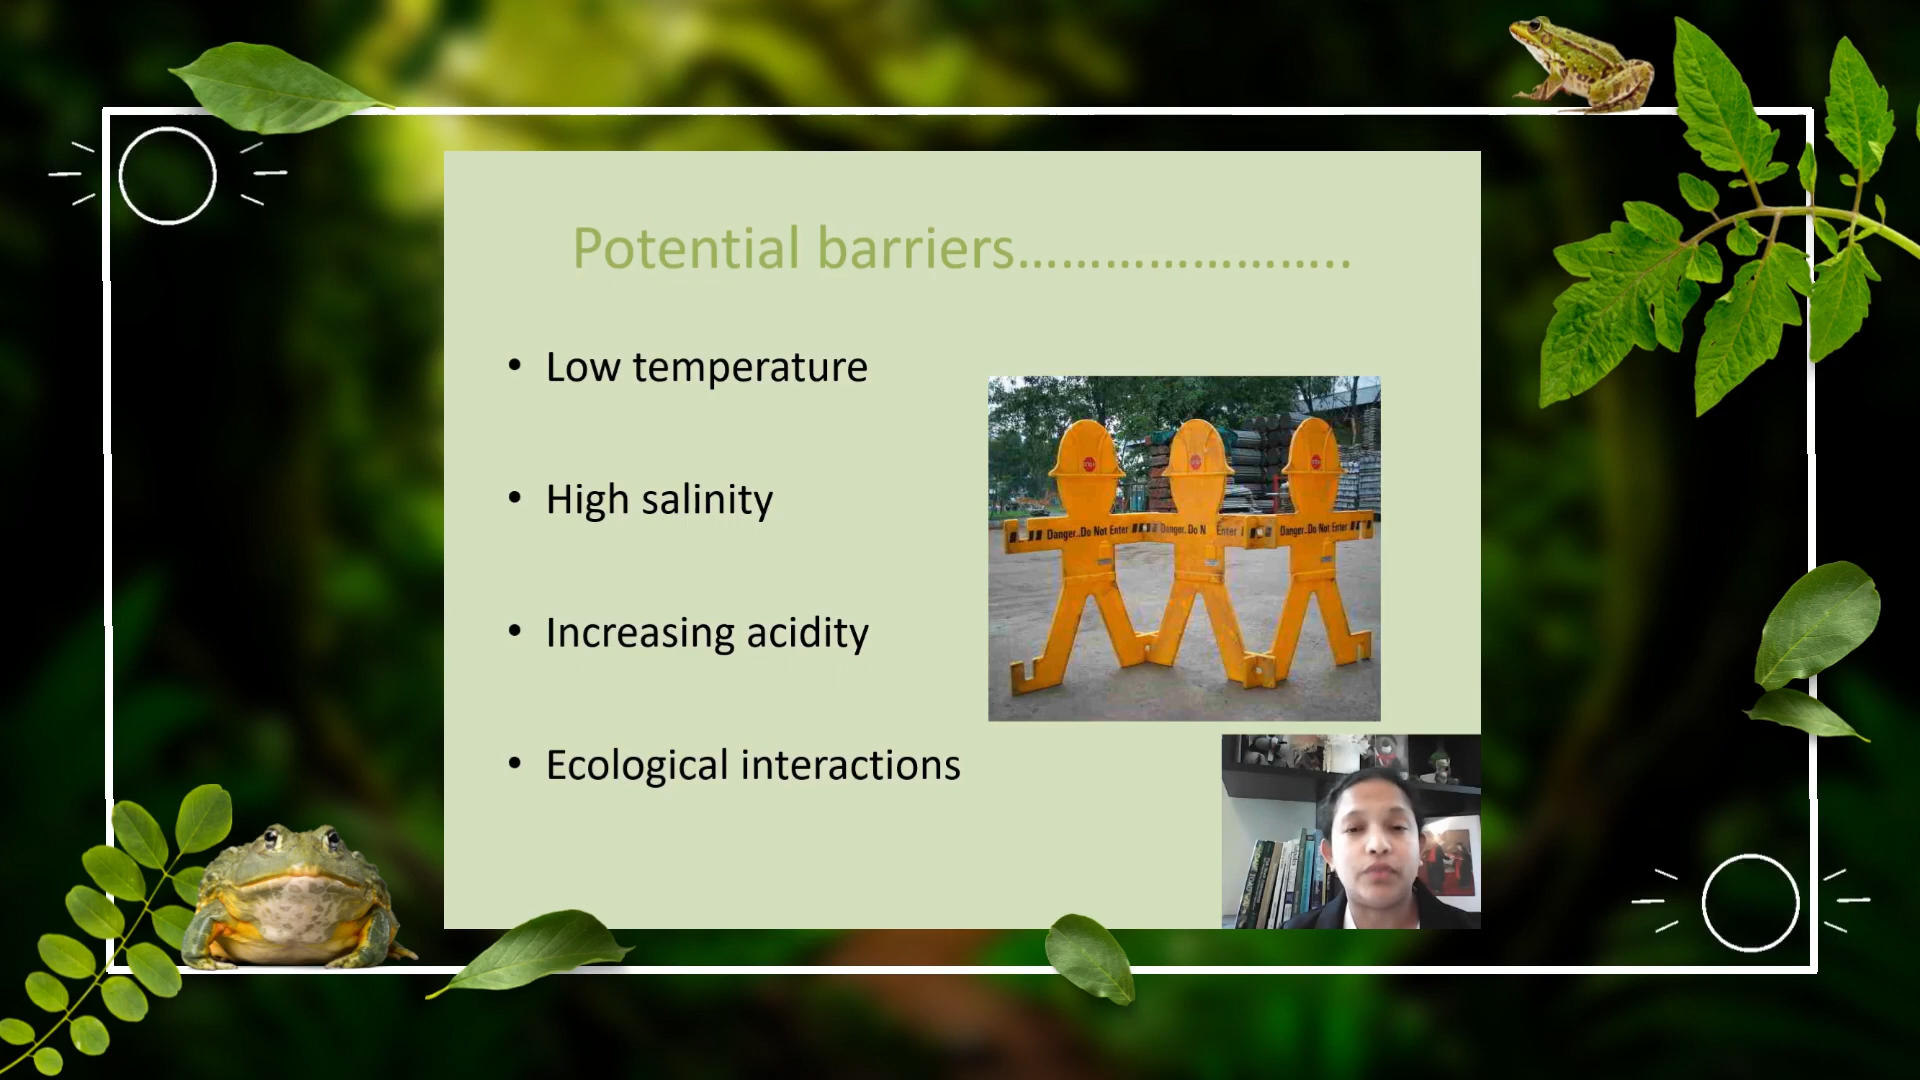 Potential barriers…………………..
• Low temperature
• High salinity
• Increasing acidity
• Ecological interactions
Danger..Do Not Enter
Danger..Do N Enter
Danger..Do Not Enter